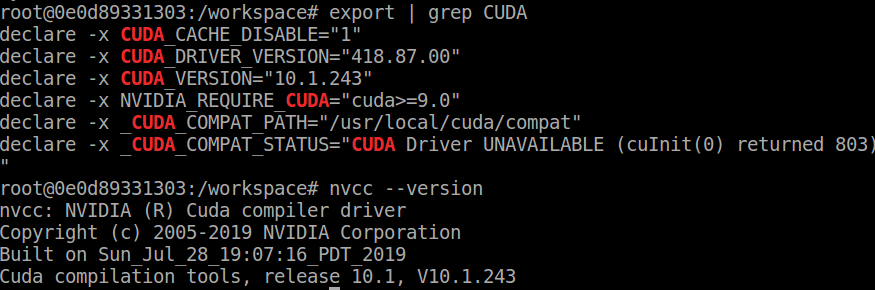 root@0e0d89331303:/workspace# export | grep CUDA
declare -x CUDA_CACHE_DISABLE="1"
declare -x CUDA_DRIVER_VERSION="418.87.00"
declare -x CUDA_VERSION="10.1.243"
declare -x NVIDIA_REQUIRE_CUDA="cuda>=9.0"
declare -x _CUDA_COMPAT_PATH="/usr/local/cuda/compat"
declare -x _CUDA_COMPAT_STATUS="CUDA Driver UNAVAILABLE (cuInit(0) returned 803)
"
root@0e0d89331303:/workspace# nvcc --version
nvcc: NVIDIA (R) Cuda compiler driver
Copyright (c) 2005-2019 NVIDIA Corporation
Built on Sun_Jul_28_19:07:16_PDT_2019
Cuda compilation tools, release 10.1, V10.1.243